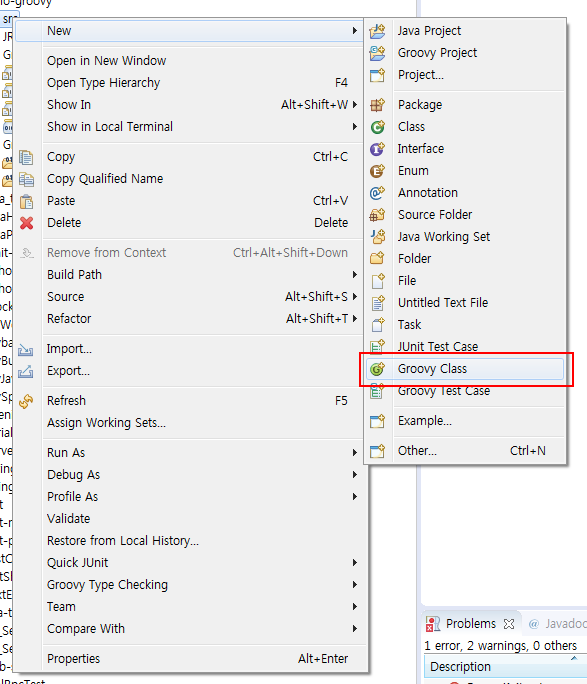 o-groovy
src
New
Open in New Window
Open Type Hierarchy F4
Show In Alt+Shift+W
Show in Local Terminal
Copy Ctrl+C
Copy Qualified Name
Paste Ctrl+V
Delete Delete
Remove from Context Ctrl+Alt+Shift+Down
Build Path
Source Alt+Shift+S
Refactor Alt+Shift+T
Import...
Export...
Refresh F5
Assign Working Sets...
Run As
Debug As
Profile As
Validate
Restore from Local History...
Quick JUnit
Groovy Type Checking
Team
Compare With
Properties Alt+Enter
Java Project
Groovy Project
Project...
Package
Class
Interface
Enum
Annotation
Source Folder
Java Working Set
Folder
File
Untitled Text File
Task
JUnit Test Case
Groovy Class
Groovy Test Case
Example...
Other... Ctrl+N
Problems
Javadoc
1 error, 2 warnings, 0 others
Description